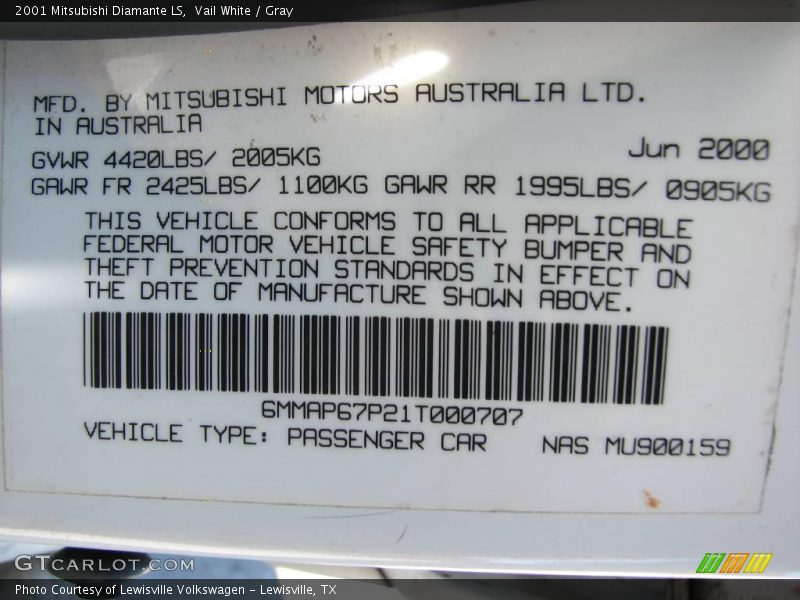 2001 Mitsubishi Diamante LS,  Vail White / Gray
MFD. BY MITSUBISHI MOTORS AUSTRALIA LTD.
IN AUSTRALIA
Jun 2000
GVWR 4420LBS/ 2005KG
GAWR FR 2425LBS/ 1100KG GAWR RR 1995LBS/ 0905KG
THIS VEHICLE CONFORMS TO ALL APPLICABLE
FEDERAL MOTOR VEHICLE SAFETY BUMPER AND
THEFT PREVENTION STANDARDS IN EFFECT ON
THE DATE OF MANUFACTURE SHOWN ABOVE.
6MMAP67P21T000707
VEHICLE TYPE: PASSENGER CAR NAS MU900159
GTCARLOT.COM
Photo Courtesy of Lewisville Volkswagen - Lewisville, TX